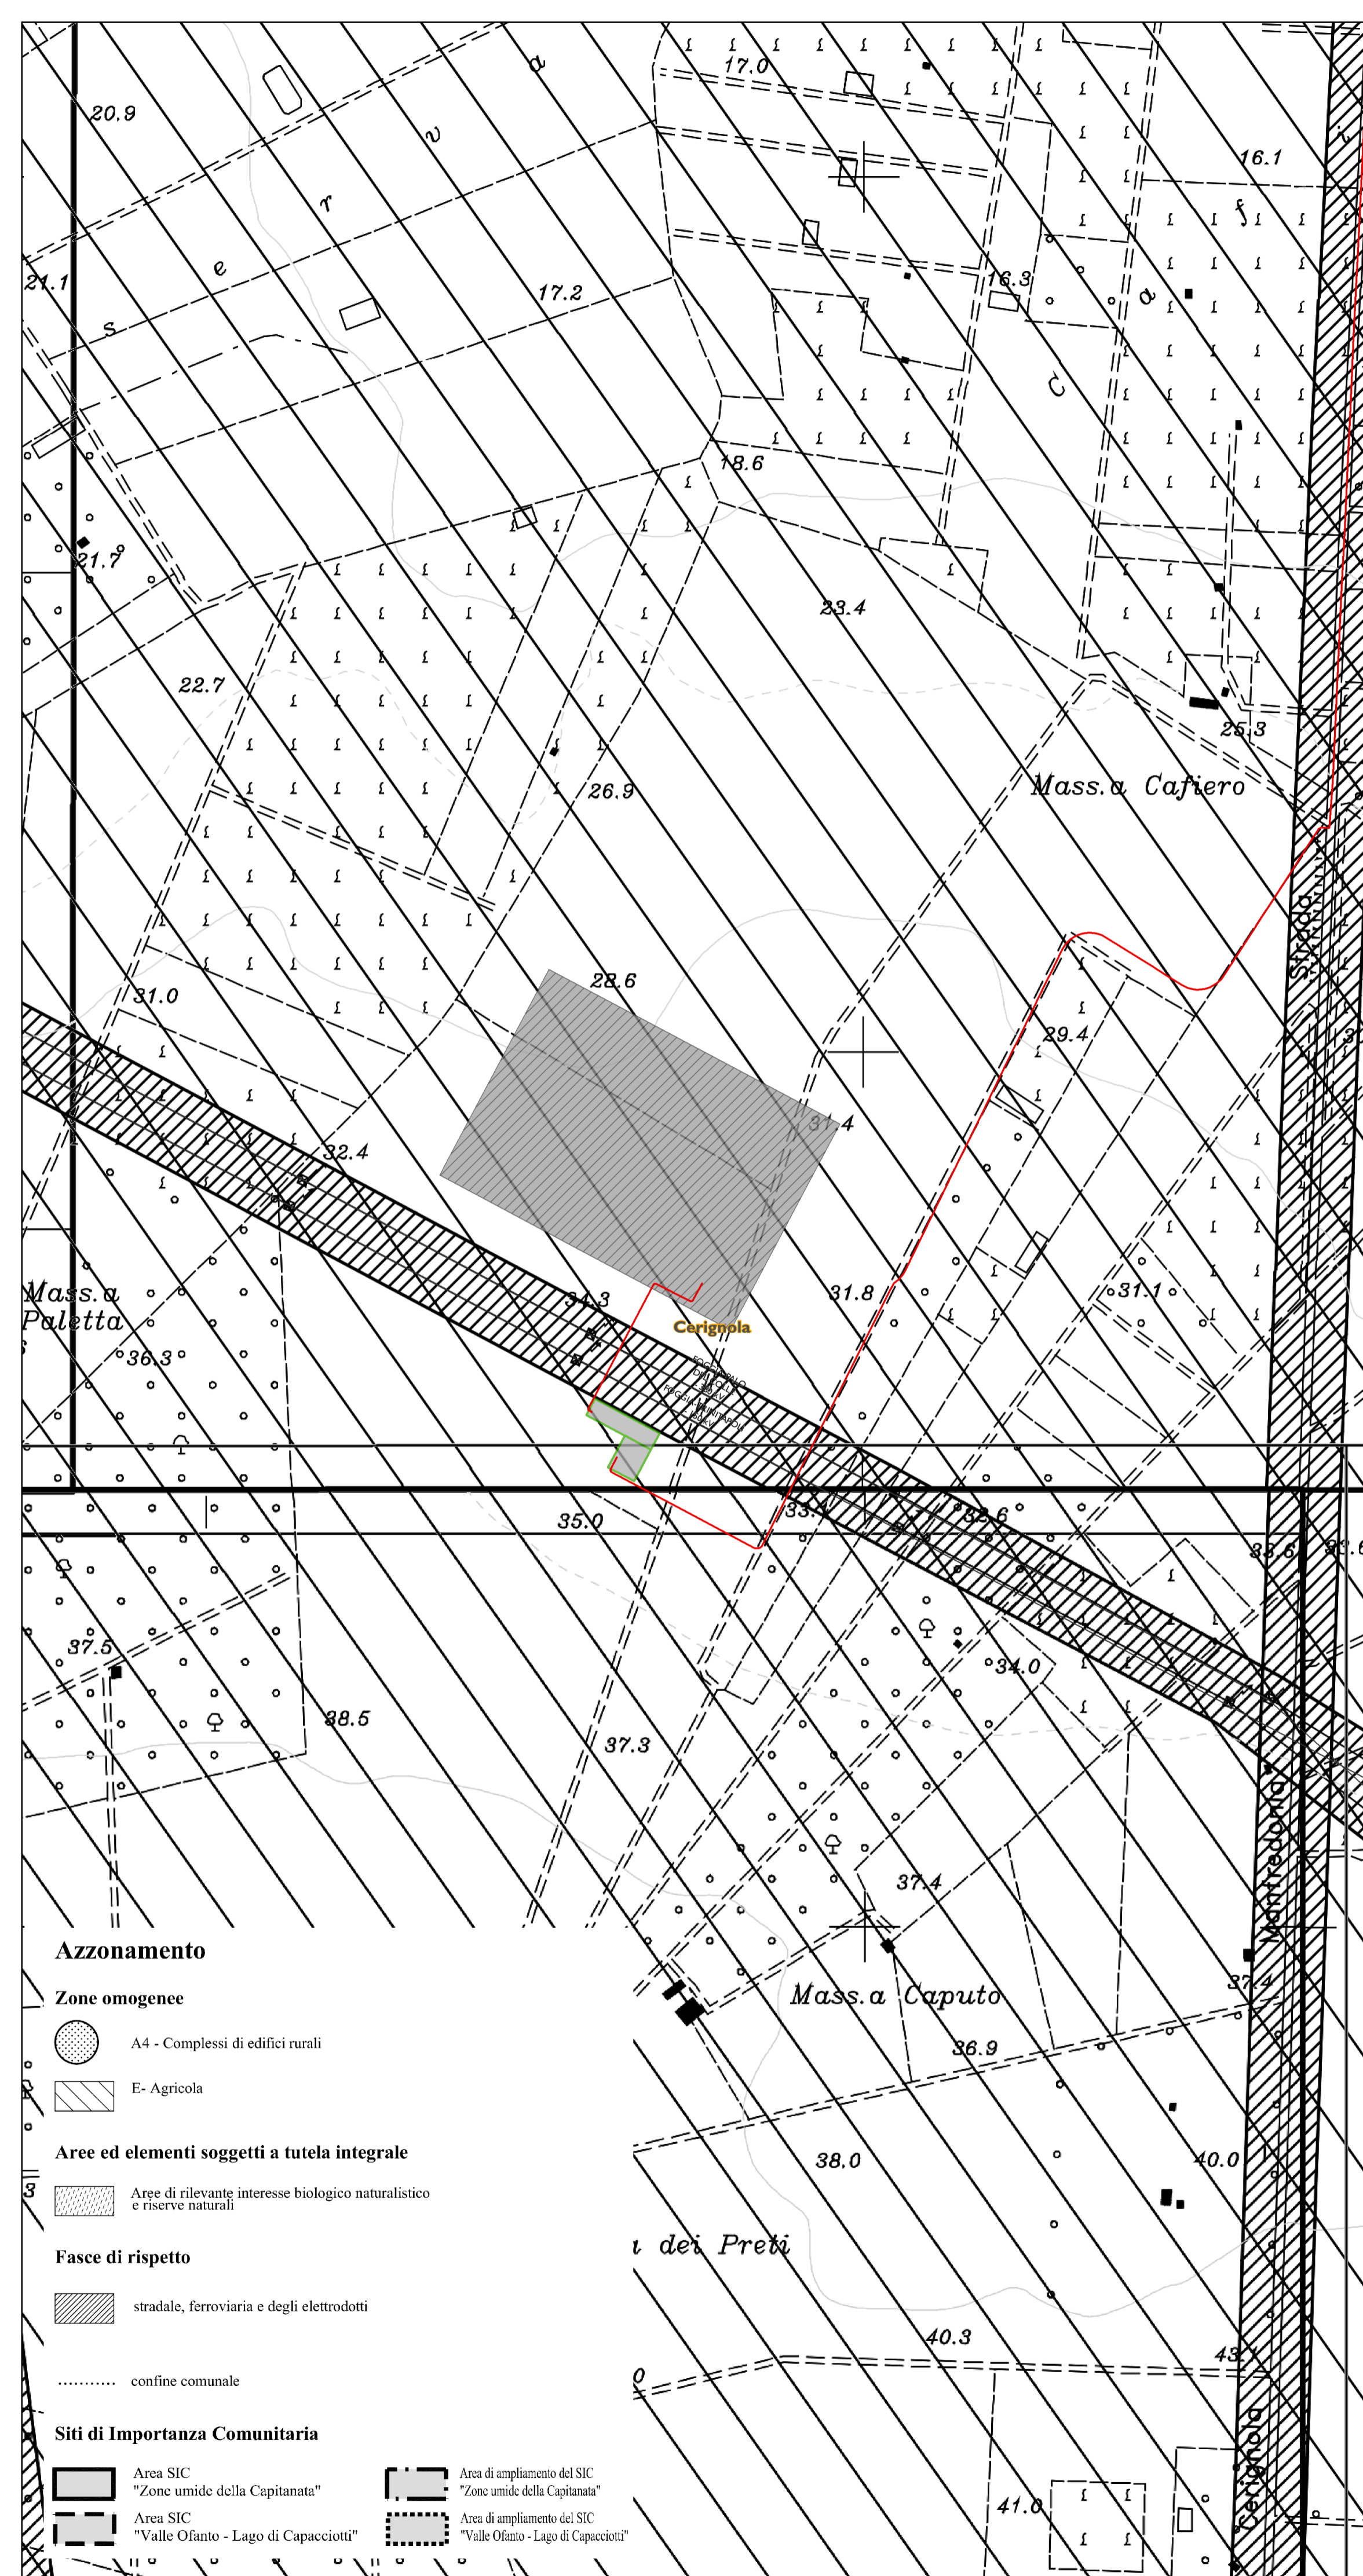 17.0
20.9
16.1
i
a
v
r
e
s
f
a
C
21.1
17.2
16.3
18.6
21.7
23.4
22.7
25.3
Mass.a Cafiero
26.9
Strada
28.6
31.0
29.4
31.4
32.4
Mass.a
Paletta
34.3
31.8
31.1
Cerignola
36.3
35.0
32.6
33.6
37.5
34.0
38.5
37.3
Manfredonia
37.4
37.4
Mass.a Caputo
36.9
38.0
40.0
dei Preti
40.3
41.0
Cerignola
Azzonamento
Zone omogenee
A4 - Complessi di edifici rurali
E- Agricola
Aree ed elementi soggetti a tutela integrale
Aree di rilevante interesse biologico naturalistico
e riserve naturali
Fasce di rispetto
stradale, ferroviaria e degli elettrodotti
confine comunale
Siti di Importanza Comunitaria
Area SIC
"Zone umide della Capitanata"
Area di ampliamento del SIC
"Zone umide della Capitanata"
Area SIC
"Valle Ofanto - Lago di Capacciotti"
Area di ampliamento del SIC
"Valle Ofanto - Lago di Capacciotti"